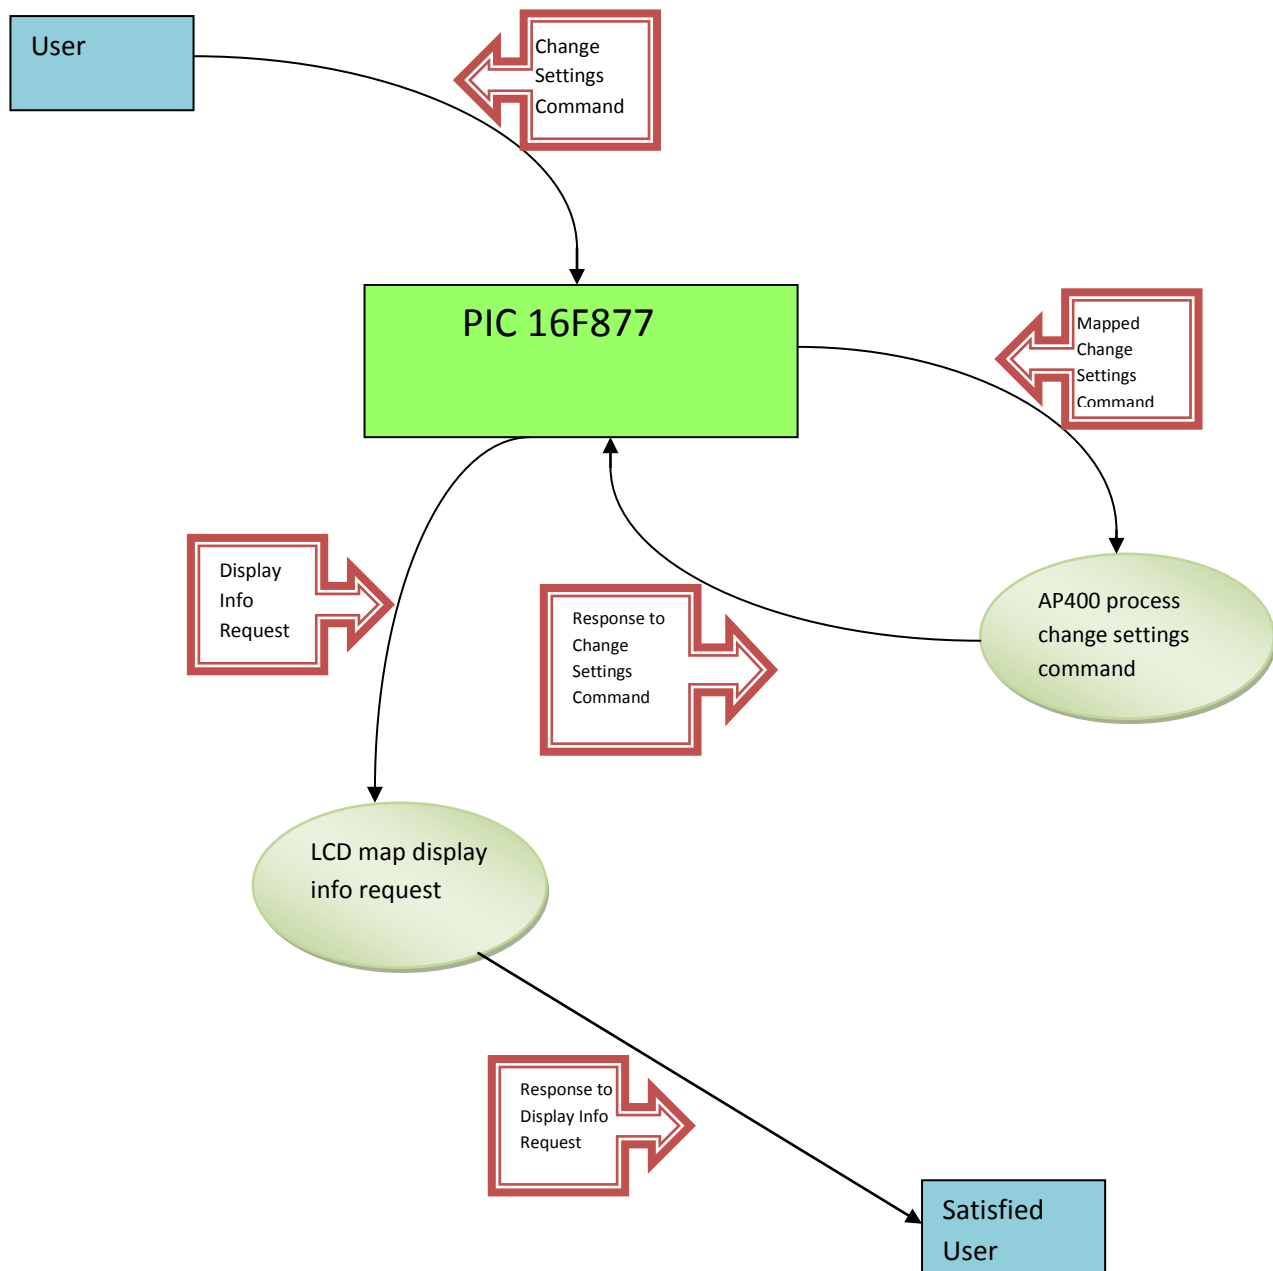 User
Change
Settings
Command
PIC 16F877
Mapped
Change
Settings
Command
Display
Info
Request
Response to
Change
Settings
Command
AP400 process
change settings
command
LCD map display
info request
Response to
Display Info
Request
Satisfied
User